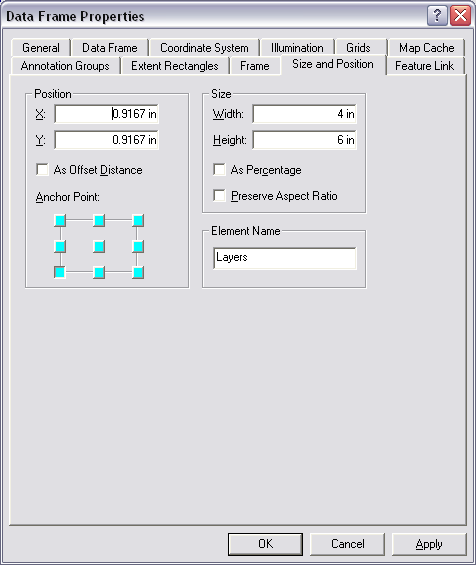 Data Frame Properties
General Data Frame Coordinate System Illumination Grids Map Cache
Annotation Groups Extent Rectangles Frame Size and Position Feature Link
Position
X: 0.9167 in
Y: 0.9167 in
As Offset Distance
Anchor Point:
Size
Width: 4 in
Height: 6 in
As Percentage
Preserve Aspect Ratio
Element Name
Layers
OK Cancel Apply